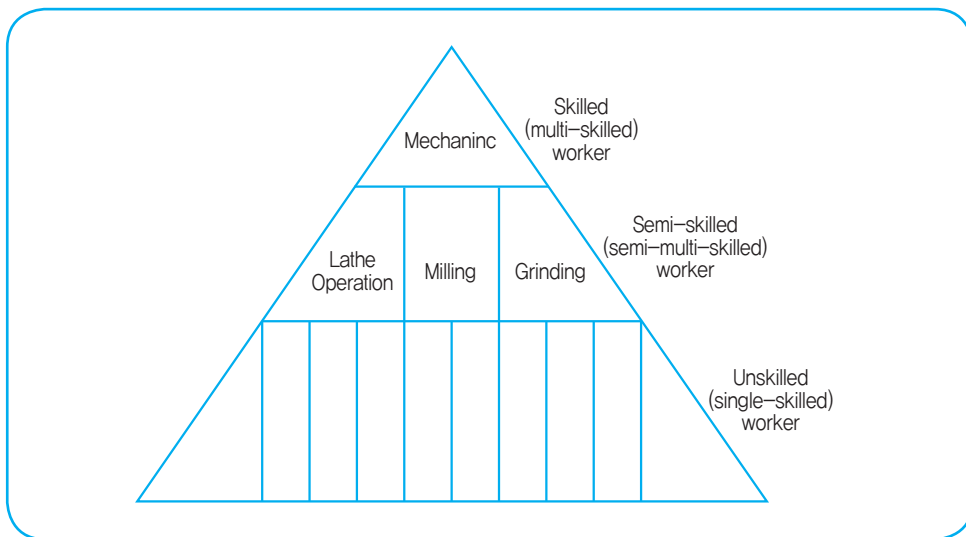 Mechaninc
Skilled
(multi-skilled)
worker
Lathe
Operation
Milling
Grinding
Semi-skilled
(semi-multi-skilled)
worker
Unskilled
(single-skilled)
worker